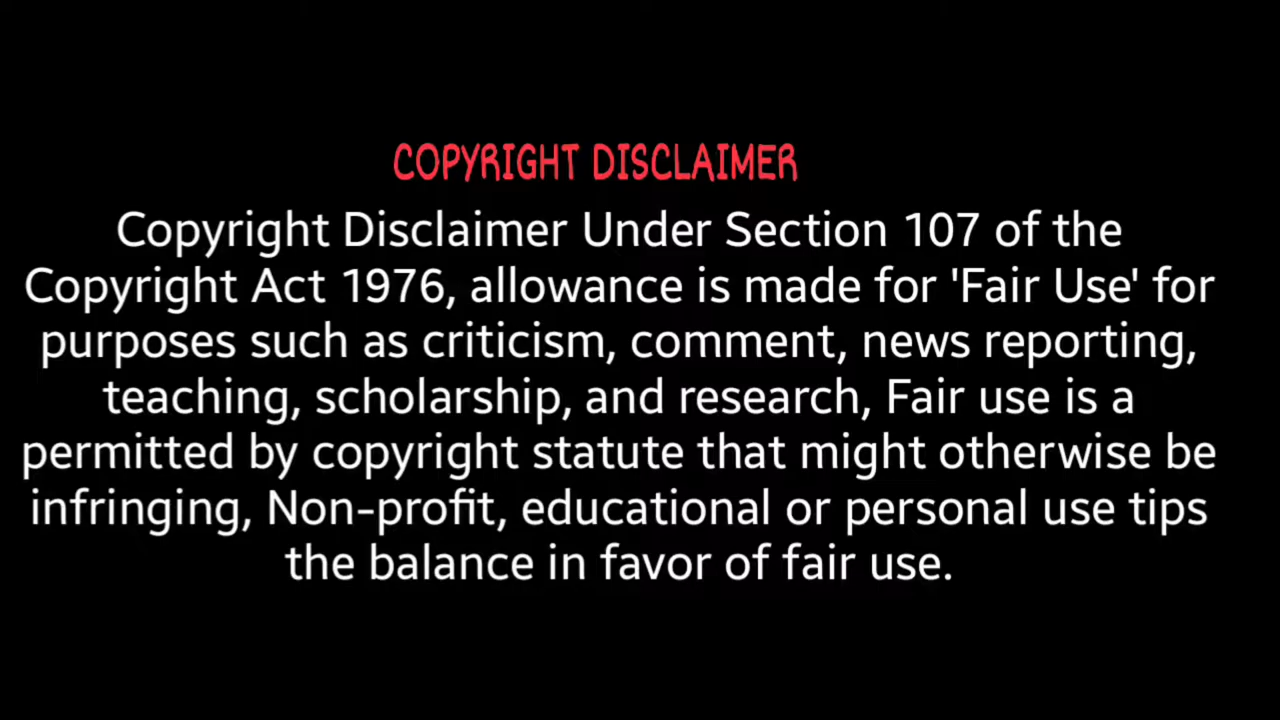 COPYRIGHT DISCLAIMER
Copyright Disclaimer Under Section 107 of the
Copyright Act 1976, allowance is made for 'Fair Use' for
purposes such as criticism, comment, news reporting,
teaching, scholarship, and research, Fair use is a
permitted by copyright statute that might otherwise be
infringing, Non-profit, educational or personal use tips
the balance in favor of fair use.